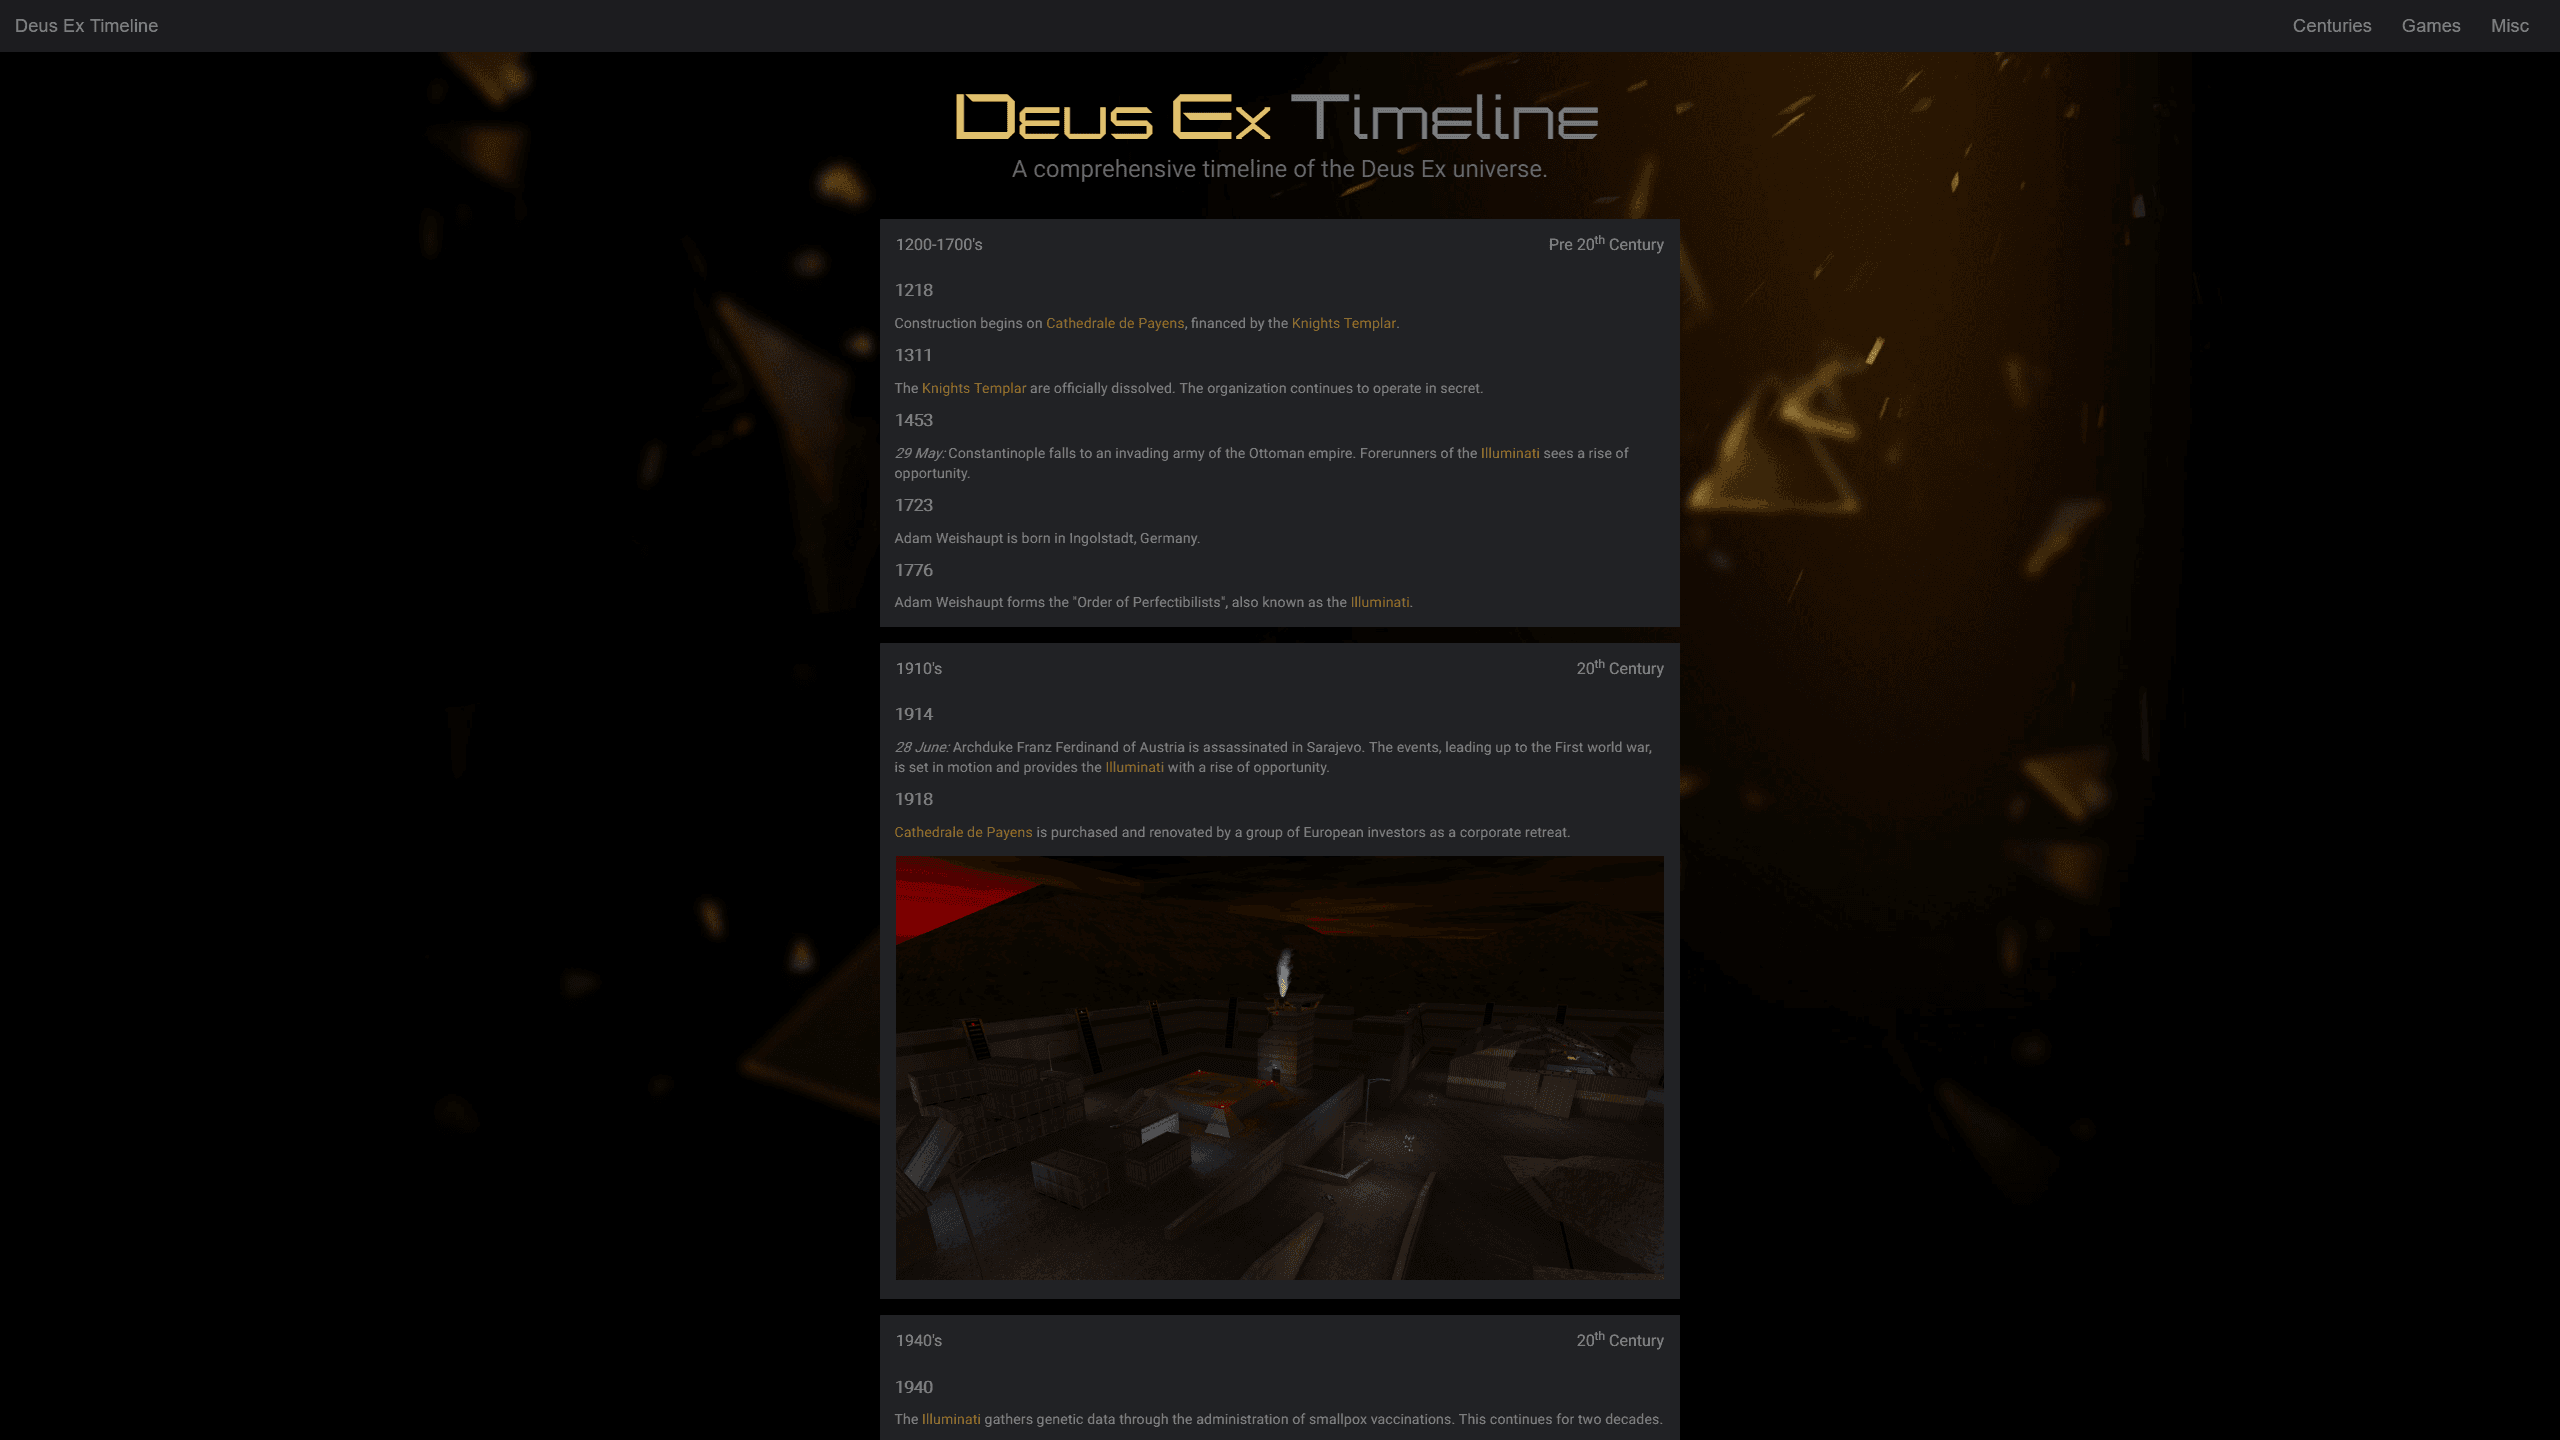 Deus Ex Timeline
Centuries Games Misc
Deus Ex Timeline
A comprehensive timeline of the Deus Ex universe.
1200-1700's Pre 20th Century
1218
Construction begins on Cathedrale de Payens, financed by the Knights Templar.
1311
The Knights Templar are officially dissolved. The organization continues to operate in secret.
1453
29 May: Constantinople falls to an invading army of the Ottoman empire. Forerunners of the Illuminati sees a rise of
opportunity.
1723
Adam Weishaupt is born in Ingolstadt, Germany.
1776
Adam Weishaupt forms the "Order of Perfectibilists", also known as the Illuminati.
1910's 20th Century
1914
28 June: Archduke Franz Ferdinand of Austria is assassinated in Sarajevo. The events, leading up to the First world war,
is set in motion and provides the Illuminati with a rise of opportunity.
1918
Cathedrale de Payens is purchased and renovated by a group of European investors as a corporate retreat.
1940's 20th Century
1940
The Illuminati gathers genetic data through the administration of smallpox vaccinations. This continues for two decades.